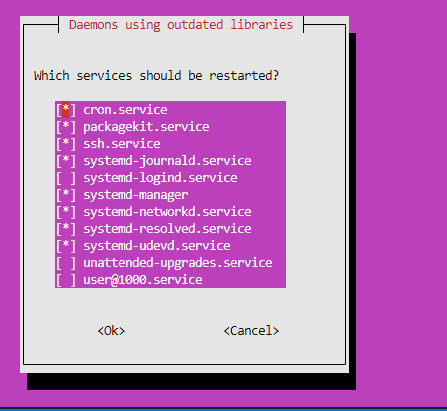 Daemons using outdated libraries
Which services should be restarted?
[*] cron.service
[*] packagekit.service
[*] ssh.service
[*] systemd-journald.service
[ ] systemd-logind.service
[*] systemd-manager
[*] systemd-networkd.service
[*] systemd-resolved.service
[*] systemd-udevd.service
[ ] unattended-upgrades.service
[ ] user@1000.service
<Ok> <Cancel>